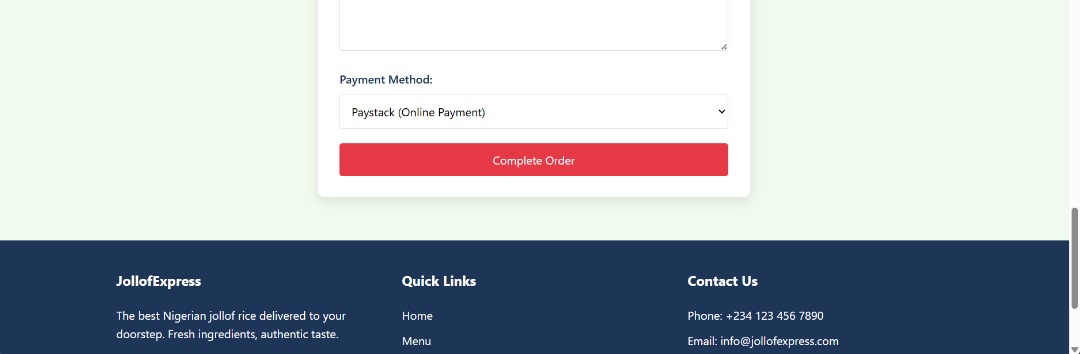 Payment Method:
Paystack (Online Payment)
Complete Order
JollofExpress
The best Nigerian jollof rice delivered to your
doorstep. Fresh ingredients, authentic taste.
Quick Links
Home
Menu
Contact Us
Phone: +234 123 456 7890
Email: info@jollofexpress.com